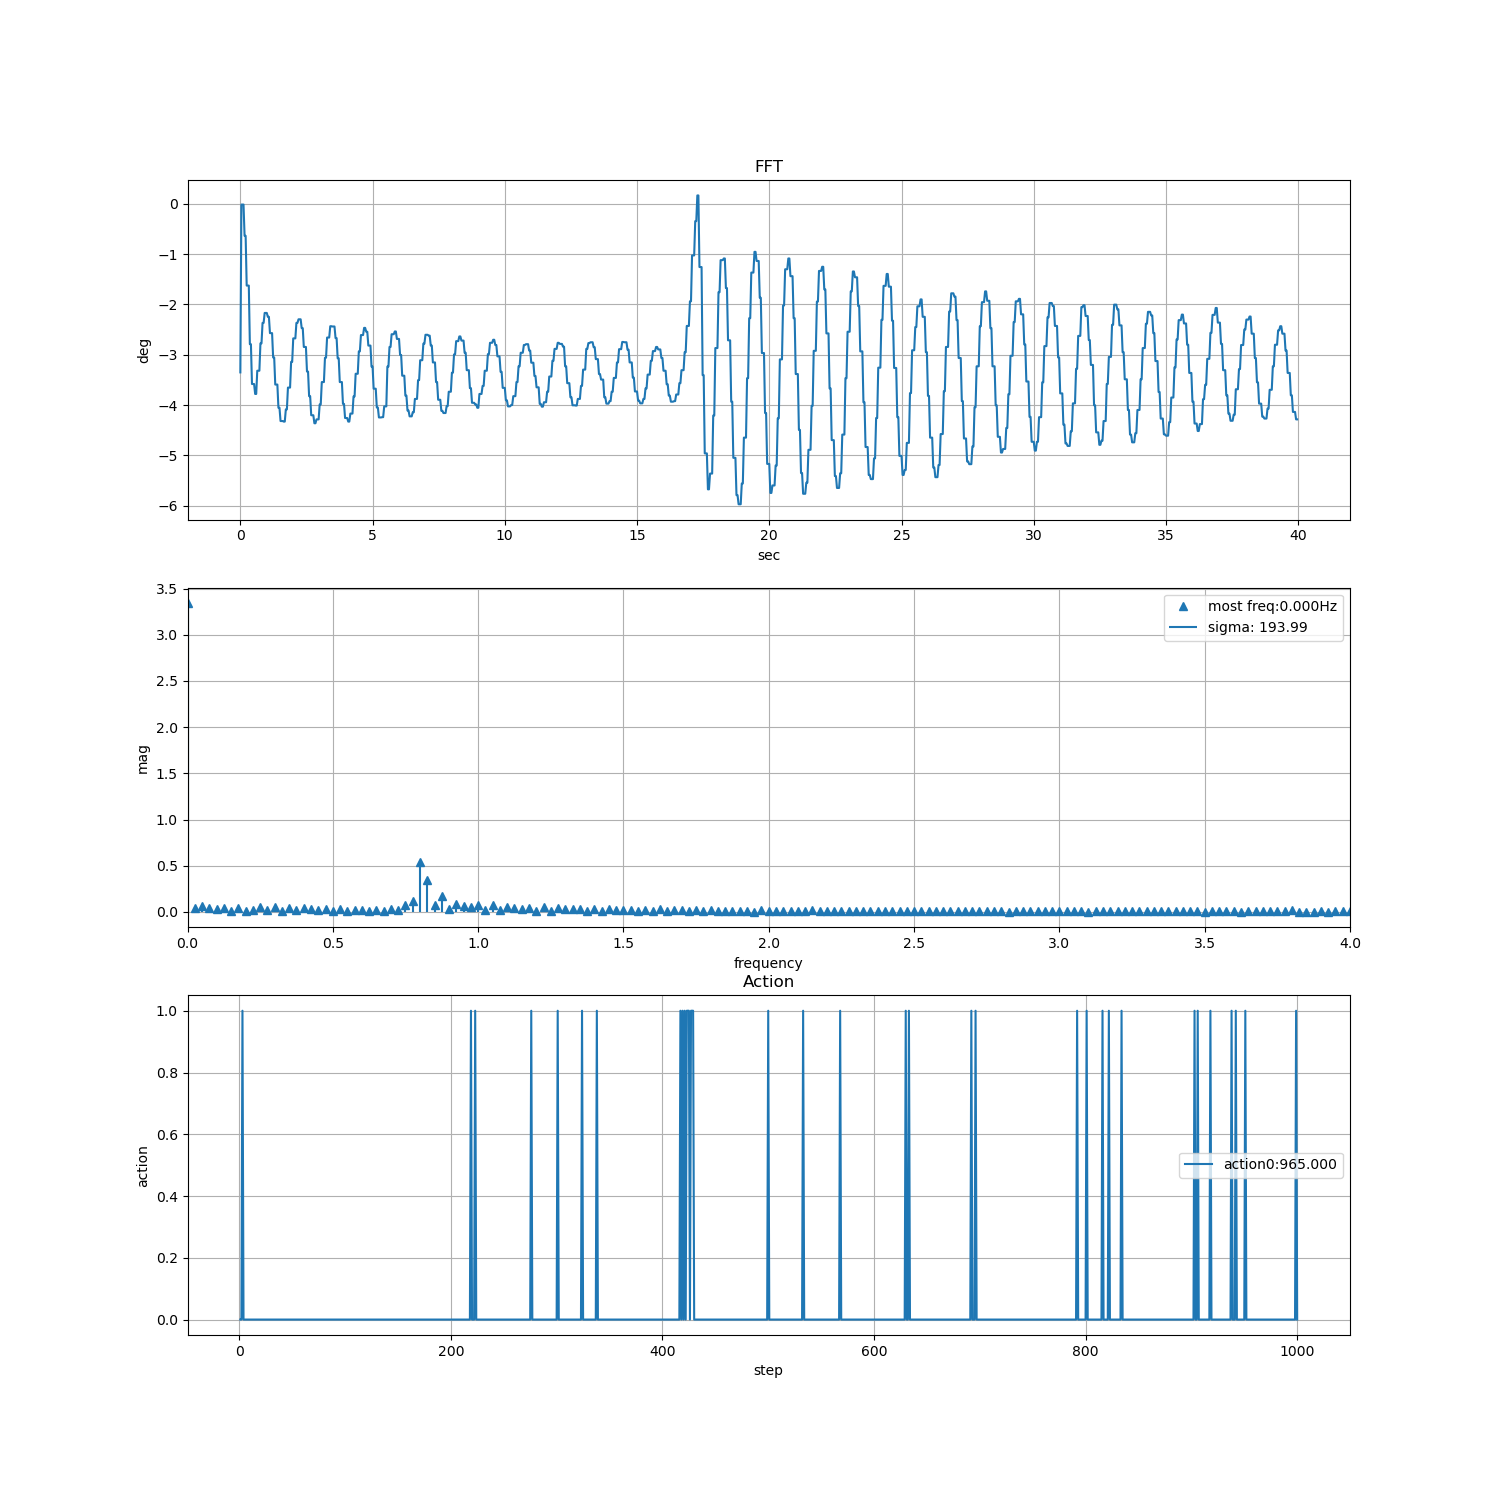 FFT
0
−1
−2
−3
−4
−5
−6
deg
0 5 10 15 20 25 30 35 40
sec
3.5
3.0
2.5
2.0
1.5
1.0
0.5
0.0
mag
most freq:0.000Hz
sigma: 193.99
0.0 0.5 1.0 1.5 2.0 2.5 3.0 3.5 4.0
frequency
Action
1.0
0.8
0.6
0.4
0.2
0.0
action
action0:965.000
0 200 400 600 800 1000
step